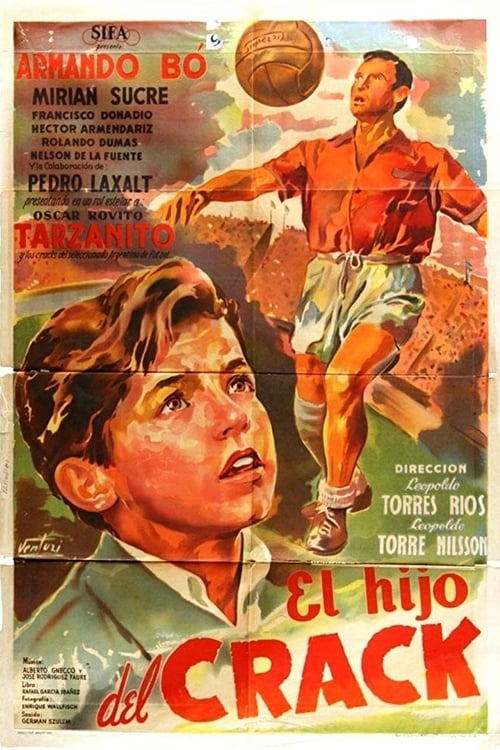 SIFA
presenta
ARMANDO BÓ
MIRIAN SUCRE
FRANCISCO DONADIO
HECTOR ARMENDARIZ
ROLANDO DUMAS
NELSON DE LA FUENTE
Y la Colaboración de:
PEDRO LAXALT
presentando en un rol estelar a:
OSCAR ROVITO
TARZANITO
y los cracks del seleccionado Argentino de Futbol
DIRECCION
Leopoldo
TORRES RIOS
Leopoldo
TORRE NILSSON
Venturi
El hijo
del CRACK
Música:
ALBERTO GNECCO y
JOSE RODRIGUEZ FAURE
Libro:
RAFAEL GARCIA IBAÑEZ
Fotografía:
ENRIQUE WALLFISCH
Sonido:
GERMAN SZULEM